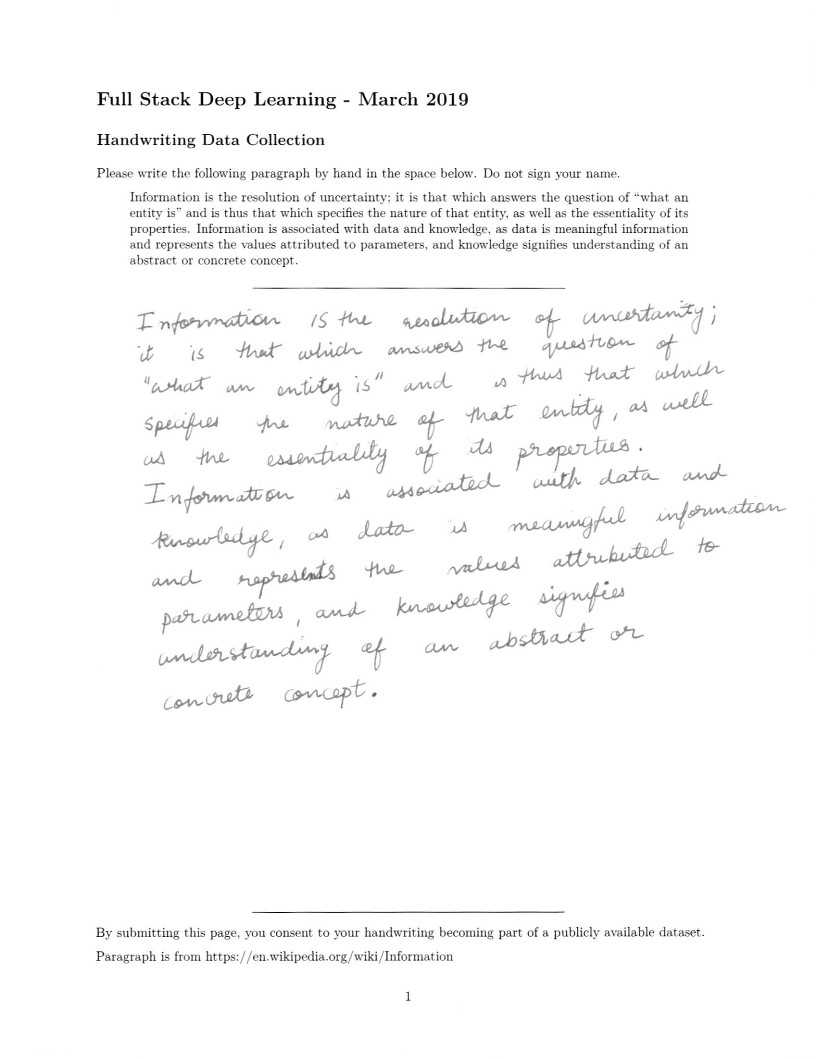 Full Stack Deep Learning - March 2019
Handwriting Data Collection
Please write the following paragraph by hand in the space below. Do not sign your name.
Information is the resolution of uncertainty; it is that which answers the question of “what an
entity is” and is thus that which specifies the nature of that entity, as well as the essentiality of its
properties. Information is associated with data and knowledge, as data is meaningful information
and represents the values attributed to parameters, and knowledge signifies understanding of an
abstract or concrete concept.
Information is the resolution of uncertanity;
it is that which answers the question of
"what an entity is" and is thus that which
specifies the nature of that entity, as well
as the essentiality of its properties.
Information is associated with data and
knowledge, as data is meaningful information
and represents the values attributed to
parameters, and knowledge signifies
understanding of an abstract or
concrete concept.
By submitting this page, you consent to your handwriting becoming part of a publicly available dataset.
Paragraph is from https://en.wikipedia.org/wiki/Information
1